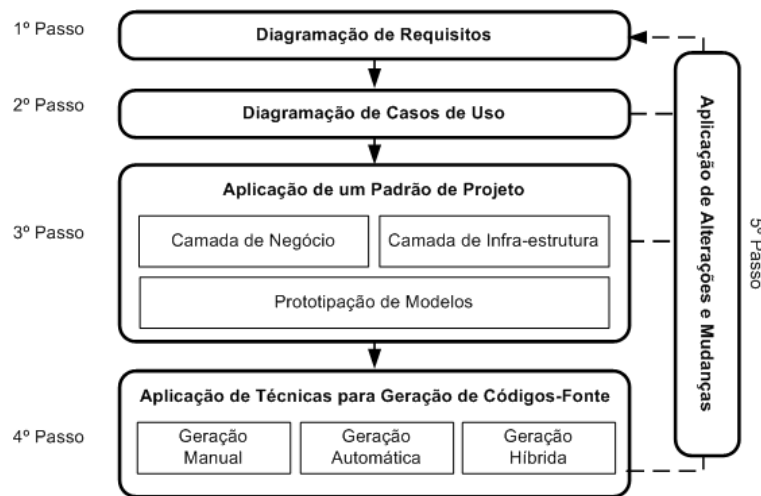 1º Passo
Diagramação de Requisitos
2º Passo
Diagramação de Casos de Uso
3º Passo
Aplicação de um Padrão de Projeto
Camada de Negócio
Camada de Infra-estrutura
Prototipação de Modelos
4º Passo
Aplicação de Técnicas para Geração de Códigos-Fonte
Geração
Manual
Geração
Automática
Geração
Híbrida
Aplicação de Alterações e Mudanças
5º Passo